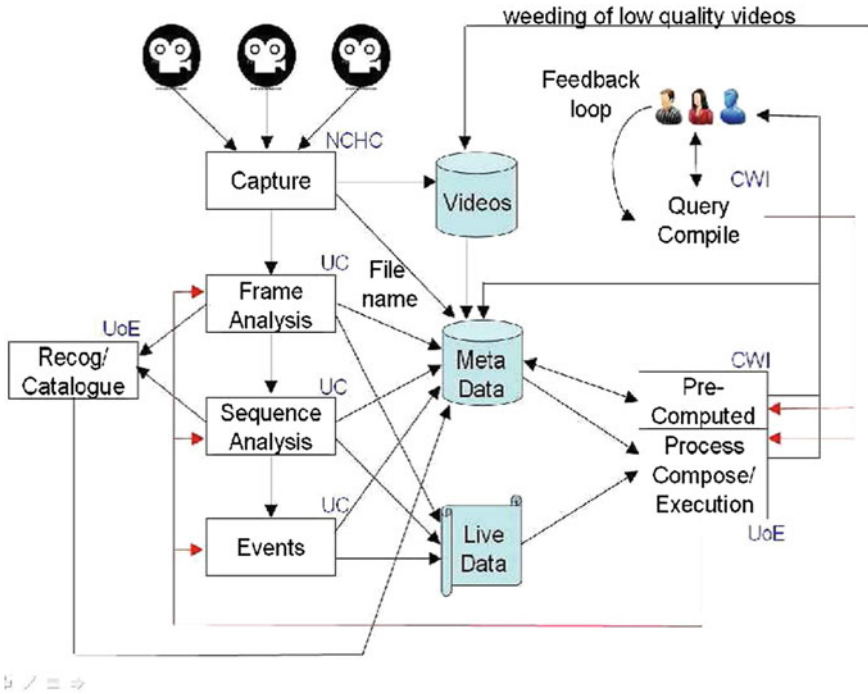 weeding of low quality videos
Feedback
loop
NCHC
Capture
Videos
CWI
Query
Compile
UC
File
name
Frame
Analysis
UoE
Recog/
Catalogue
Meta
Data
CWI
Pre-
Computed
UC
Sequence
Analysis
Process
Compose/
Execution
UC
Events
Live
Data
UoE